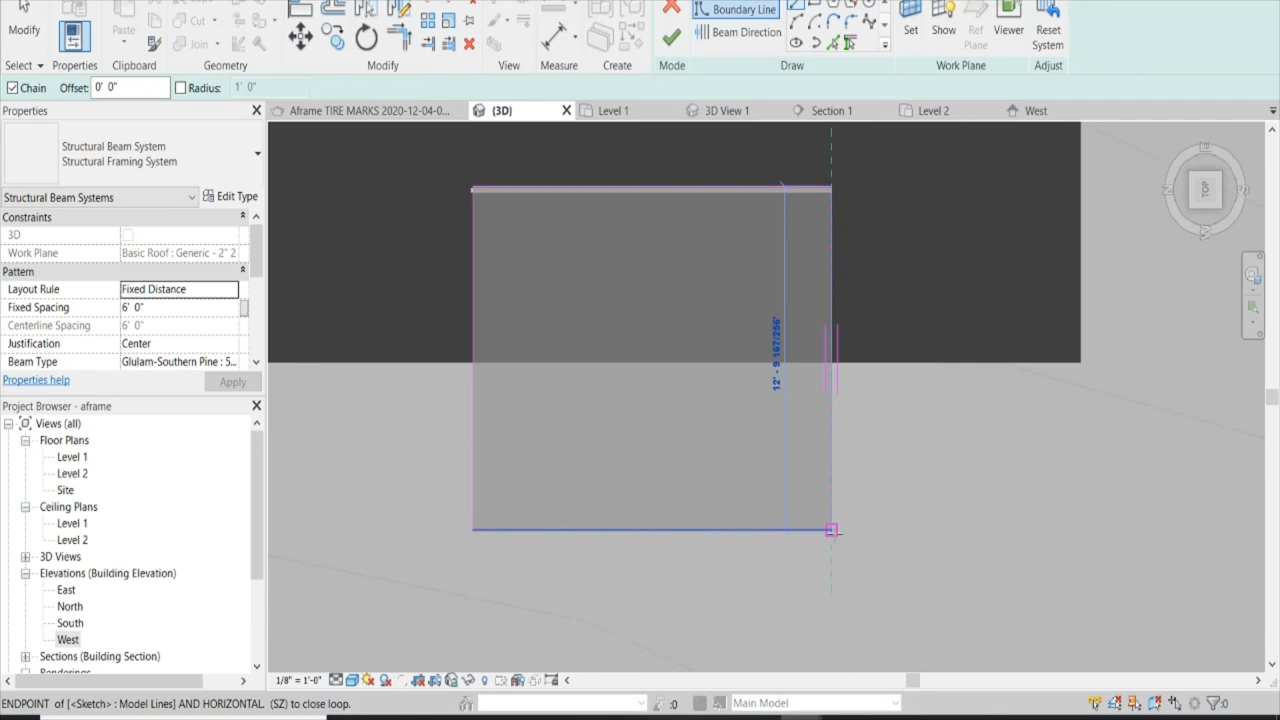 Boundary Line
Modify
Paste
Cut
Join
Beam Direction
Set
Show
Ref
Plane
Viewer
Reset
System
Select
Properties
Clipboard
Geometry
Modify
View
Measure
Create
Mode
Draw
Work Plane
Adjust
Chain
Offset: 0' 0"
Radius: 1' 0"
Properties
Aframe TIRE MARKS 2020-12-04-0...
(3D)
Level 1
3D View 1
Section 1
Level 2
West
Structural Beam System
Structural Framing System
Structural Beam Systems
Edit Type
Constraints
3D
Work Plane Basic Roof : Generic - 2" 2
Pattern
Layout Rule Fixed Distance
Fixed Spacing 6' 0"
Centerline Spacing 6' 0"
Justification Center
Beam Type Glulam-Southern Pine : 5...
Properties help
Apply
Project Browser - aframe
Views (all)
Floor Plans
Level 1
Level 2
Site
Ceiling Plans
Level 1
Level 2
3D Views
Elevations (Building Elevation)
East
North
South
West
Sections (Building Section)
12' - 9 167/256"
E
N
TOP
S
W
1/8" = 1'-0"
ENDPOINT of [<Sketch> : Model Lines] AND HORIZONTAL. (SZ) to close loop.
:0
Main Model
:0